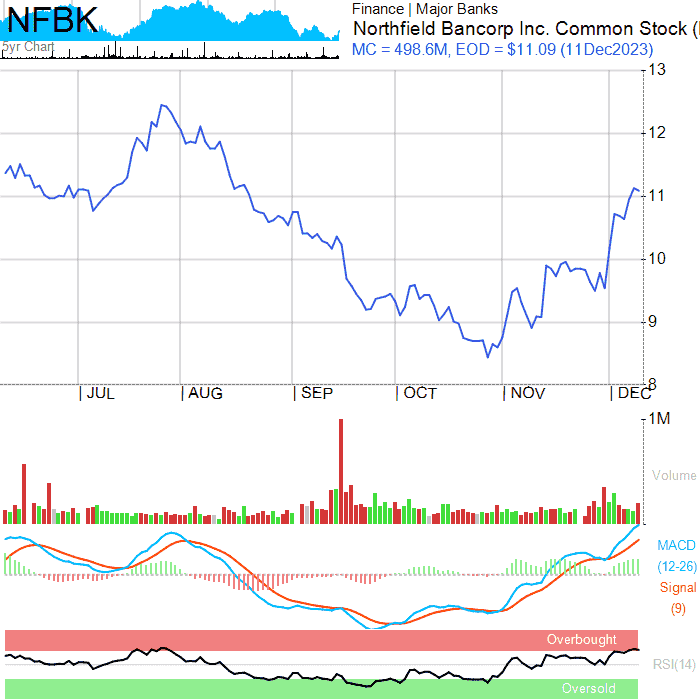 NFBK
5yr Chart
Finance | Major Banks
Northfield Bancorp Inc. Common Stock (
MC = 498.6M, EOD = $11.09 (11Dec2023)
13
12
11
10
9
8
JUL AUG SEP OCT NOV DEC
1M
Volume
MACD
(12-26)
Signal
(9)
Overbought
RSI(14)
Oversold